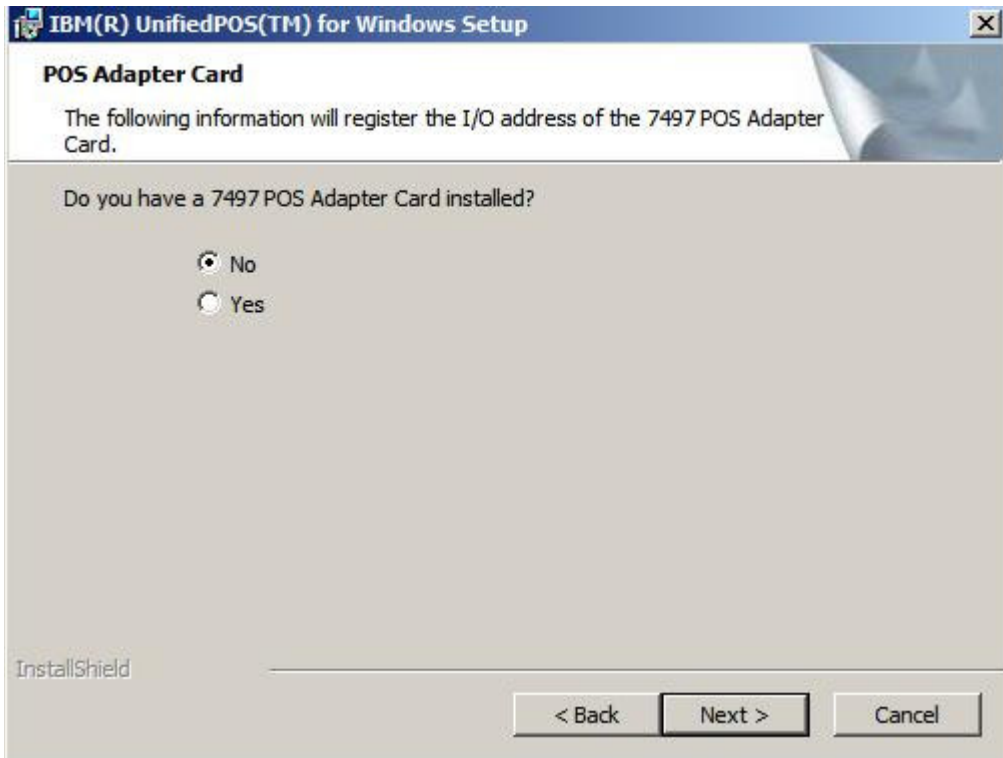 IBM(R) UnifiedPOS(TM) for Windows Setup
POS Adapter Card
The following information will register the I/O address of the 7497 POS Adapter
Card.
Do you have a 7497 POS Adapter Card installed?
No
Yes
InstallShield
< Back Next > Cancel